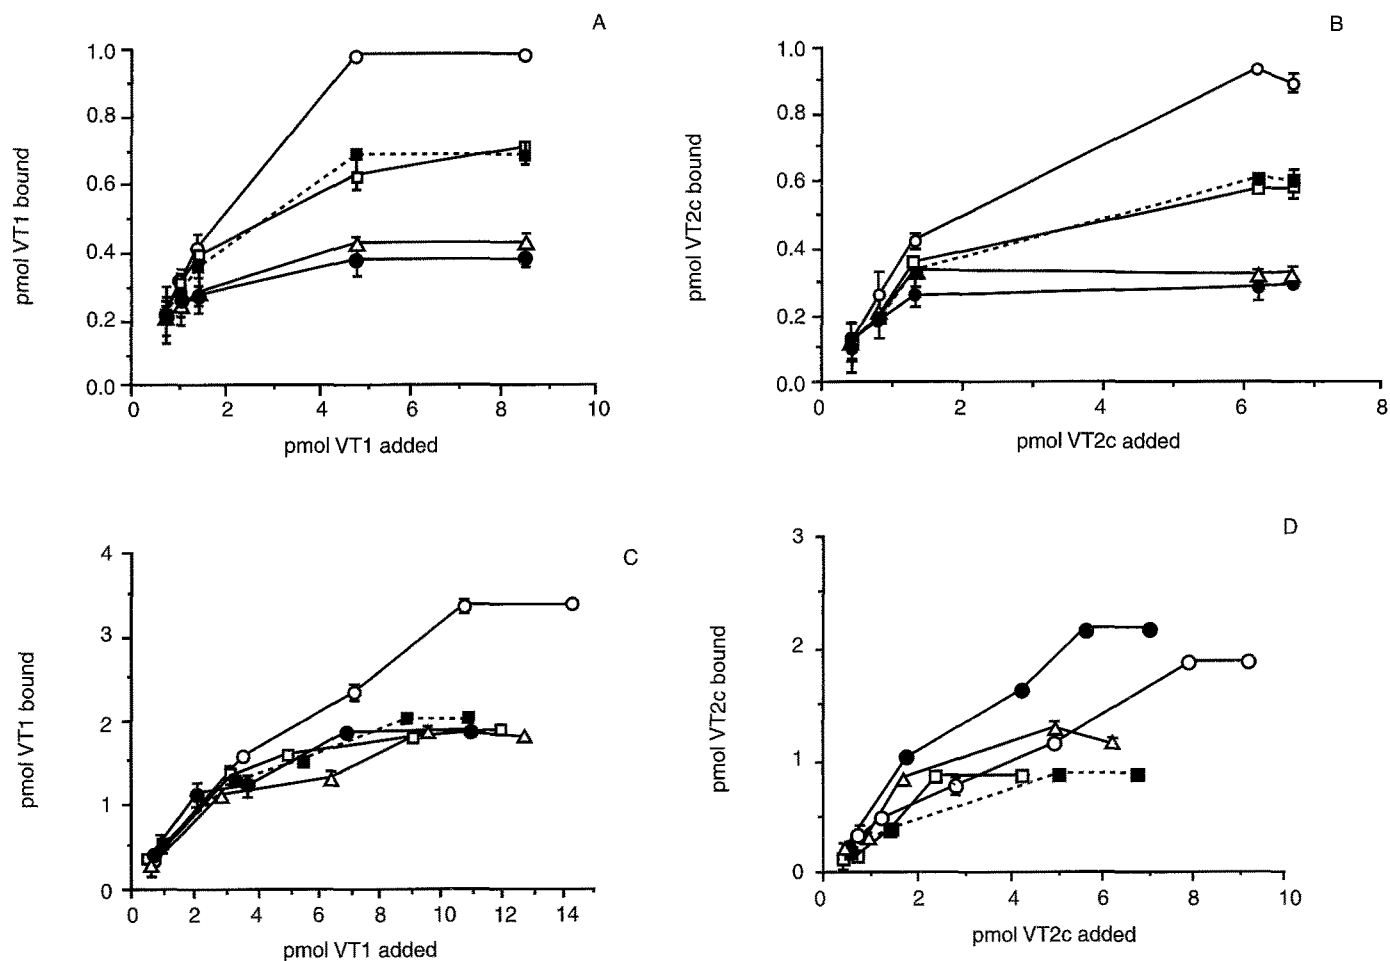 A
1.0
0.8
0.6
0.4
0.2
0.0
pmol VT1 bound
0 2 4 6 8 10
pmol VT1 added
B
1.0
0.8
0.6
0.4
0.2
0.0
pmol VT2c bound
0 2 4 6 8
pmol VT2c added
C
4
3
2
1
0
pmol VT1 bound
0 2 4 6 8 10 12 14
pmol VT1 added
D
3
2
1
0
pmol VT2c bound
0 2 4 6 8 10
pmol VT2c added